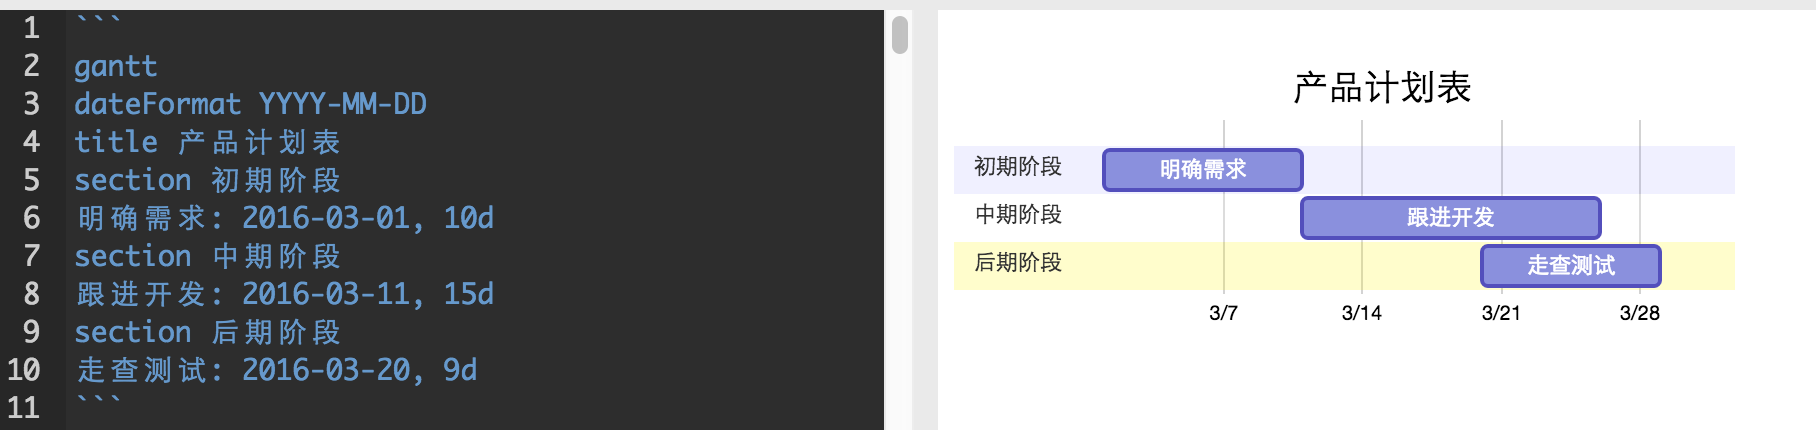 1 ```
2 gantt
3 dateFormat YYYY-MM-DD
4 title 产品计划表
5 section 初期阶段
6 明确需求: 2016-03-01, 10d
7 section 中期阶段
8 跟进开发: 2016-03-11, 15d
9 section 后期阶段
10 走查测试: 2016-03-20, 9d
11 ```
产品计划表
初期阶段 明确需求
中期阶段 跟进开发
后期阶段 走查测试
3/7 3/14 3/21 3/28